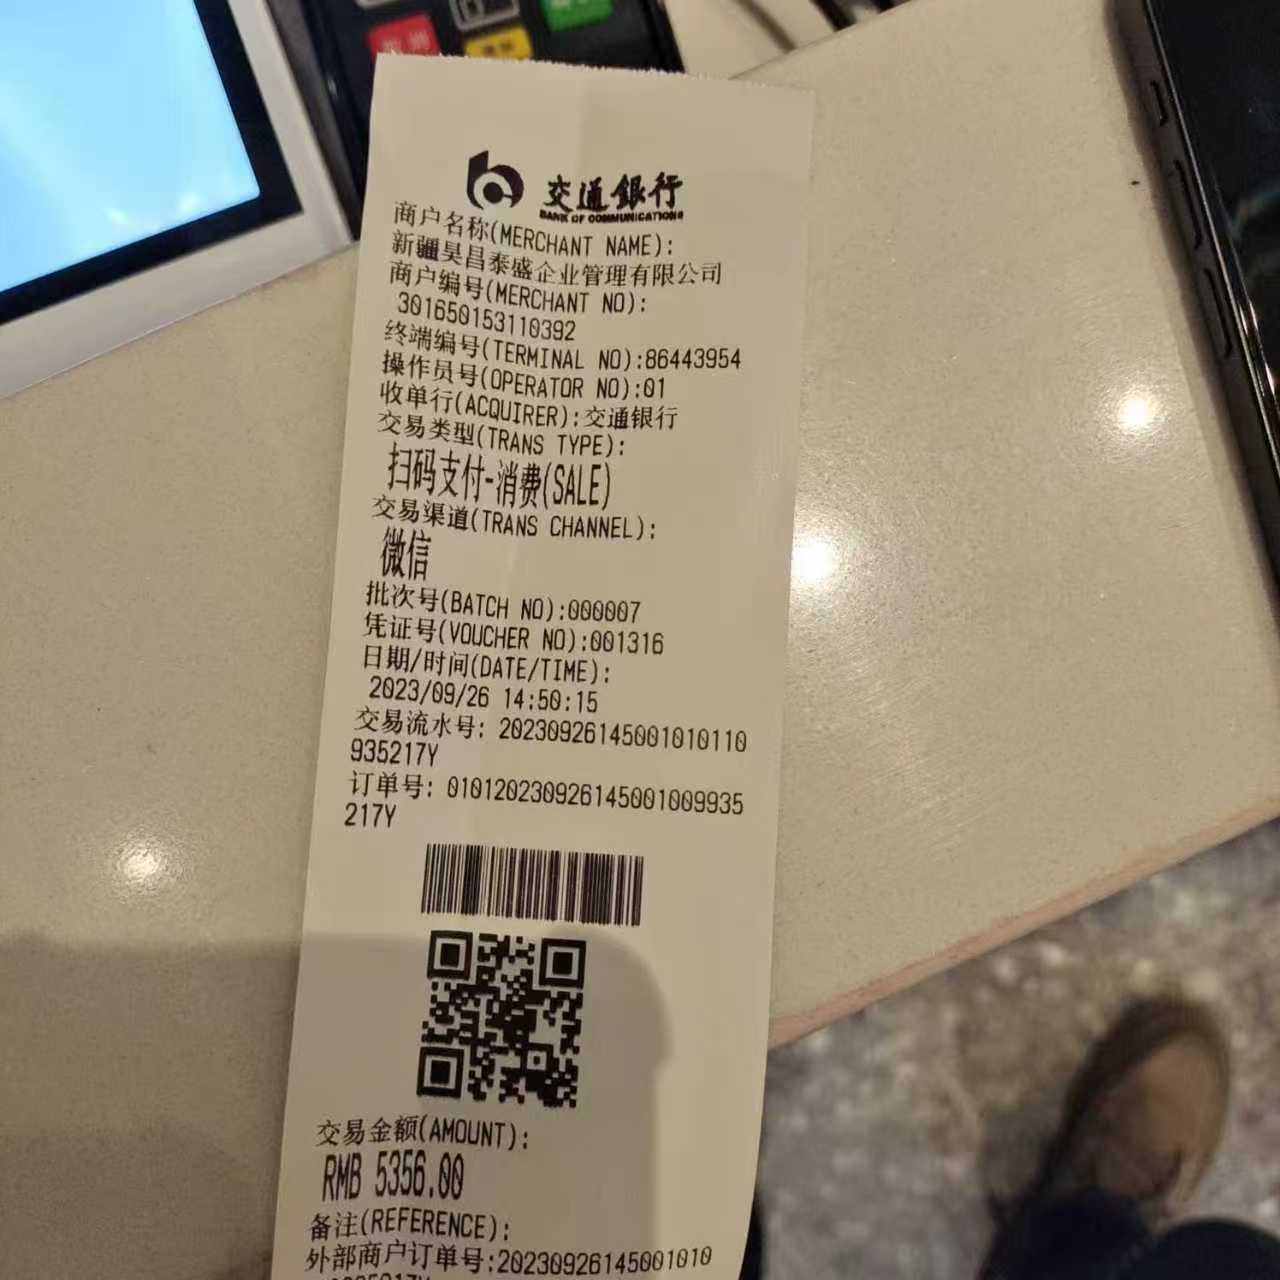 交通银行
BANK OF COMMUNICATIONS
商户名称(MERCHANT NAME):
新疆昊昌泰盛企业管理有限公司
商户编号(MERCHANT NO):
301650153110392
终端编号(TERMINAL NO):86443954
操作员号(OPERATOR NO):01
收单行(ACQUIRER):交通银行
交易类型(TRANS TYPE):
扫码支付-消费(SALE)
交易渠道(TRANS CHANNEL):
微信
批次号(BATCH NO):000007
凭证号(VOUCHER NO):001316
日期/时间(DATE/TIME):
2023/09/26 14:50:15
交易流水号: 20230926145001010110
935217Y
订单号: 010120230926145001009935
217Y
交易金额(AMOUNT):
RMB 5356.00
备注(REFERENCE):
外部商户订单号:20230926145001010